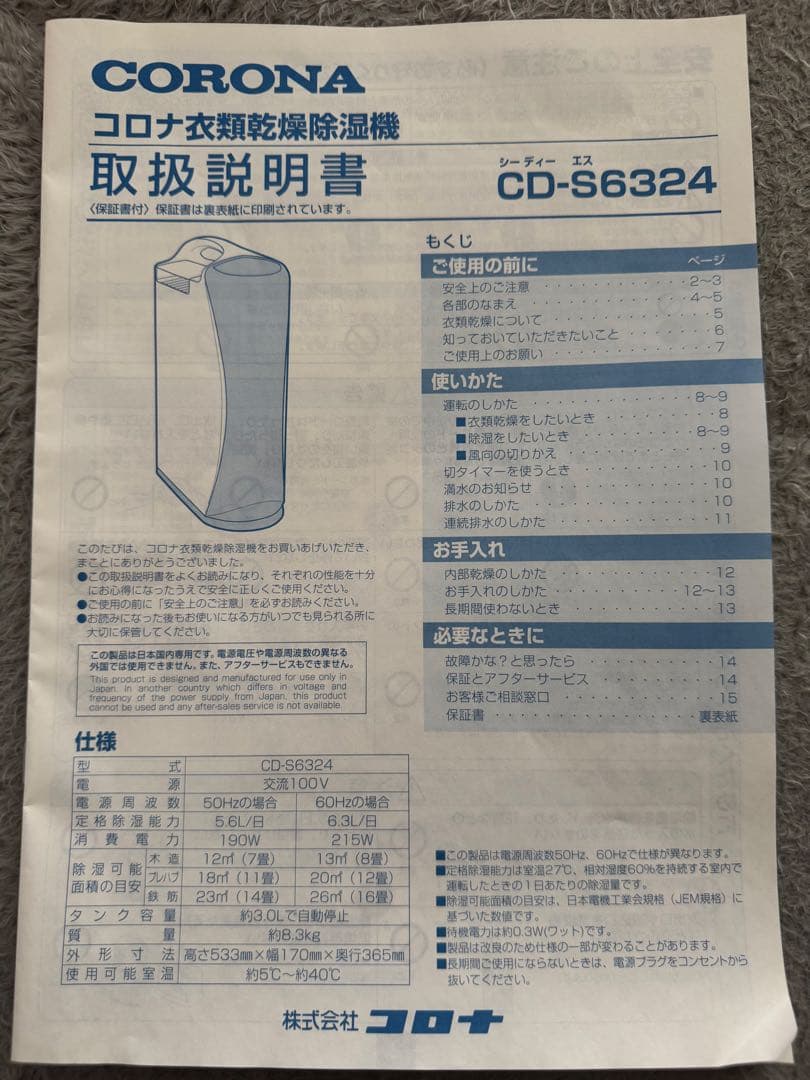 CORONA
コロナ衣類乾燥除湿機
取扱説明書
シーディー エス
CD-S6324
〈保証書付〉保証書は裏表紙に印刷されています。
もくじ
ご使用の前に ページ
安全上のご注意 ・・・・・・・・・・・・ 2〜3
各部のなまえ ・・・・・・・・・・・・ 4〜5
衣類乾燥について ・・・・・・・・・・・・ 5
知っておいていただきたいこと ・・・・・・ 6
ご使用上のお願い ・・・・・・・・・・・・ 7
使いかた
運転のしかた ・・・・・・・・・・・・ 8〜9
■衣類乾燥をしたいとき ・・・・・・・・ 8
■除湿をしたいとき ・・・・・・・・ 8〜9
■風向の切りかえ ・・・・・・・・・・・・ 9
切タイマーを使うとき ・・・・・・・・・・ 10
満水のお知らせ ・・・・・・・・・・・・ 10
排水のしかた ・・・・・・・・・・・・ 10
連続排水のしかた ・・・・・・・・・・・・ 11
お手入れ
内部乾燥のしかた ・・・・・・・・・・・・ 12
お手入れのしかた ・・・・・・・・・・ 12〜13
長期間使わないとき ・・・・・・・・・・ 13
必要なときに
故障かな?と思ったら ・・・・・・・・・・ 14
保証とアフターサービス ・・・・・・・・ 14
お客様ご相談窓口 ・・・・・・・・・・・・ 15
保証書 ・・・・・・・・・・・・ 裏表紙
このたびは、コロナ衣類乾燥除湿機をお買いあげいただき、
まことにありがとうございました。
●この取扱説明書をよくお読みになり、それぞれの性能を十分
にお心得になったうえで安全に正しくご使用ください。
●ご使用の前に「安全上のご注意」を必ずお読みください。
●お読みになった後もお使いになる方がいつでも見られる所に
大切に保管してください。
この製品は日本国内専用です。電源電圧や電源周波数の異なる
外国では使用できません。また、アフターサービスもできません。
This product is designed and manufactured for use only in
Japan. In another country which differs in voltage and
frequency of the power supply from Japan, this product
cannot be used and any after-sales service is not available.
仕様
型式 CD-S6324
電源 交流100V
電源周波数 50Hzの場合 60Hzの場合
定格除湿能力 5.6L/日 6.3L/日
消費電力 190W 215W
除湿可能面積の目安 木造 12㎡(7畳) 13㎡(8畳)
プレハブ 18㎡(11畳) 20㎡(12畳)
鉄筋 23㎡(14畳) 26㎡(16畳)
タンク容量 約3.0Lで自動停止
質量 約8.3kg
外形寸法 高さ533mm×幅170mm×奥行365mm
使用可能室温 約5℃〜約40℃
■この製品は電源周波数50Hz、60Hzで仕様が異なります。
■定格除湿能力は室温27℃、相対湿度60%を持続する室内で
運転したときの1日あたりの除湿量です。
■除湿可能面積の目安は、日本電機工業会規格(JEM規格)に
基づいた数値です。
■待機電力は約0.3W(ワット)です。
■製品は改良のため仕様の一部が変わることがあります。
■長期間ご使用にならないときは、電源プラグをコンセントから
抜いてください。
株式会社 コロナ